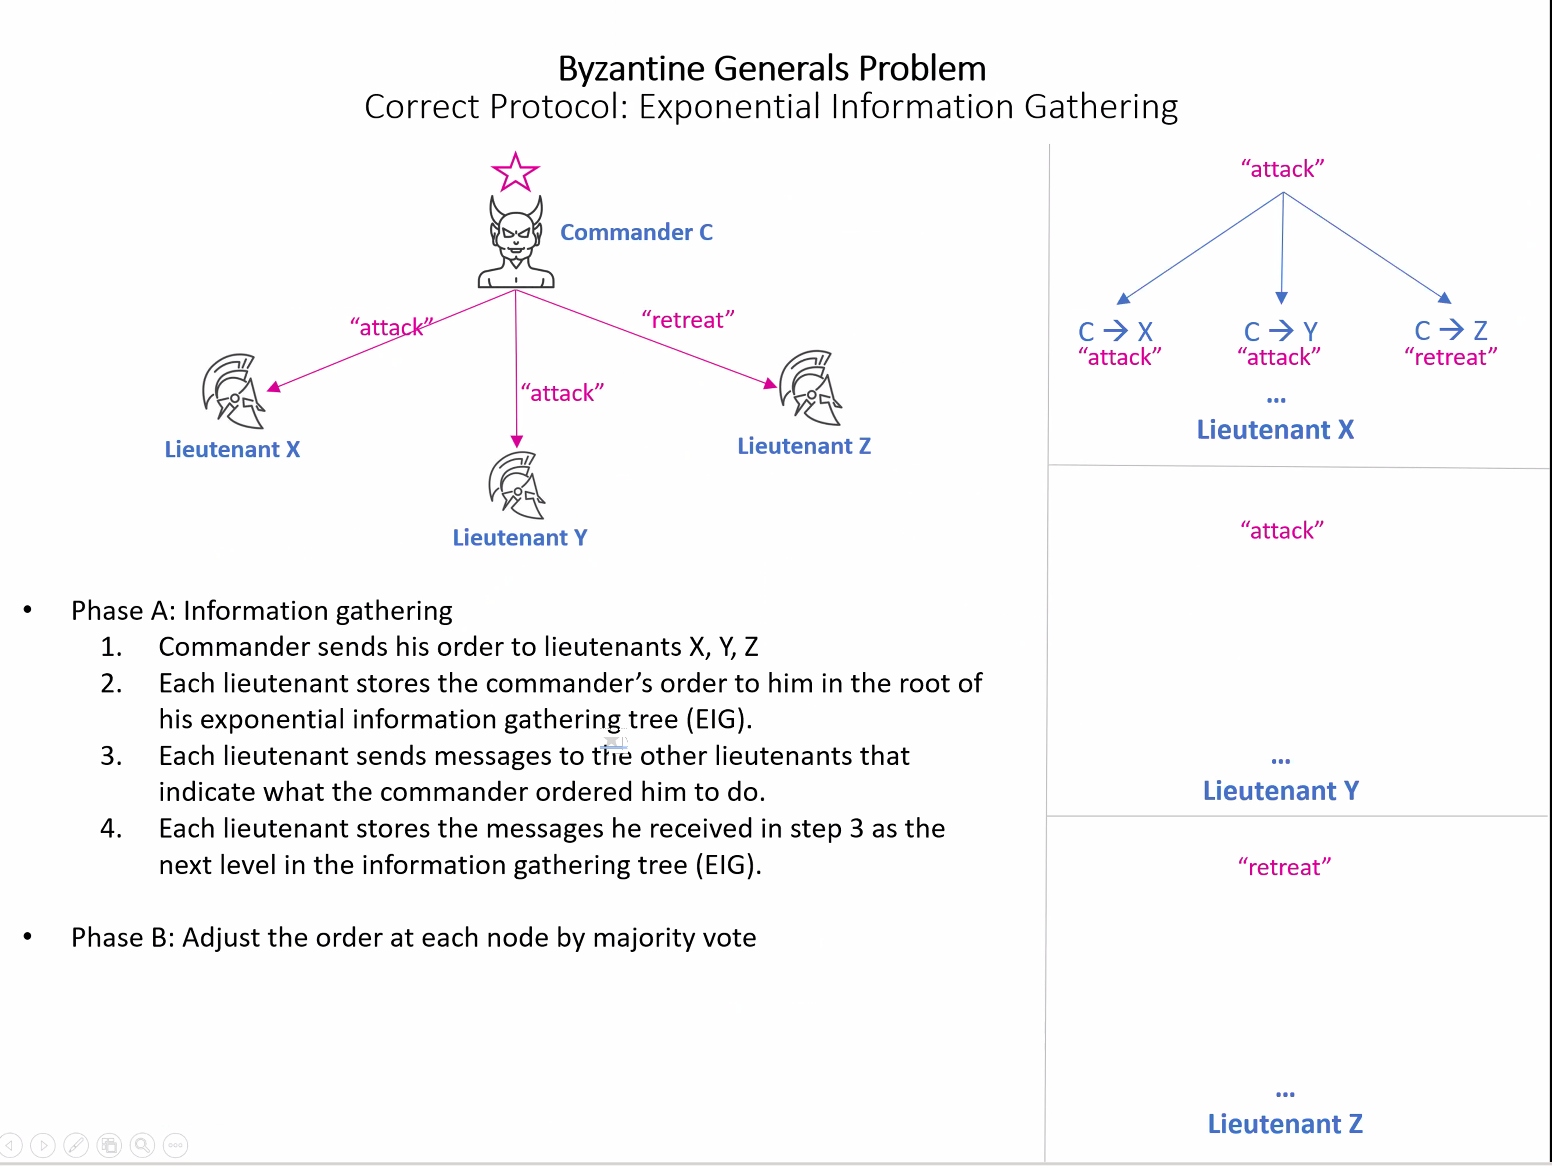 Byzantine Generals Problem
Correct Protocol: Exponential Information Gathering
Commander C
“attack”
“retreat”
“attack”
Lieutenant X
Lieutenant Z
Lieutenant Y
• Phase A: Information gathering
1. Commander sends his order to lieutenants X, Y, Z
2. Each lieutenant stores the commander’s order to him in the root of
his exponential information gathering tree (EIG).
3. Each lieutenant sends messages to the other lieutenants that
indicate what the commander ordered him to do.
4. Each lieutenant stores the messages he received in step 3 as the
next level in the information gathering tree (EIG).
• Phase B: Adjust the order at each node by majority vote
“attack”
C → X C → Y C → Z
“attack” “attack” “retreat”
...
Lieutenant X
“attack”
...
Lieutenant Y
“retreat”
...
Lieutenant Z